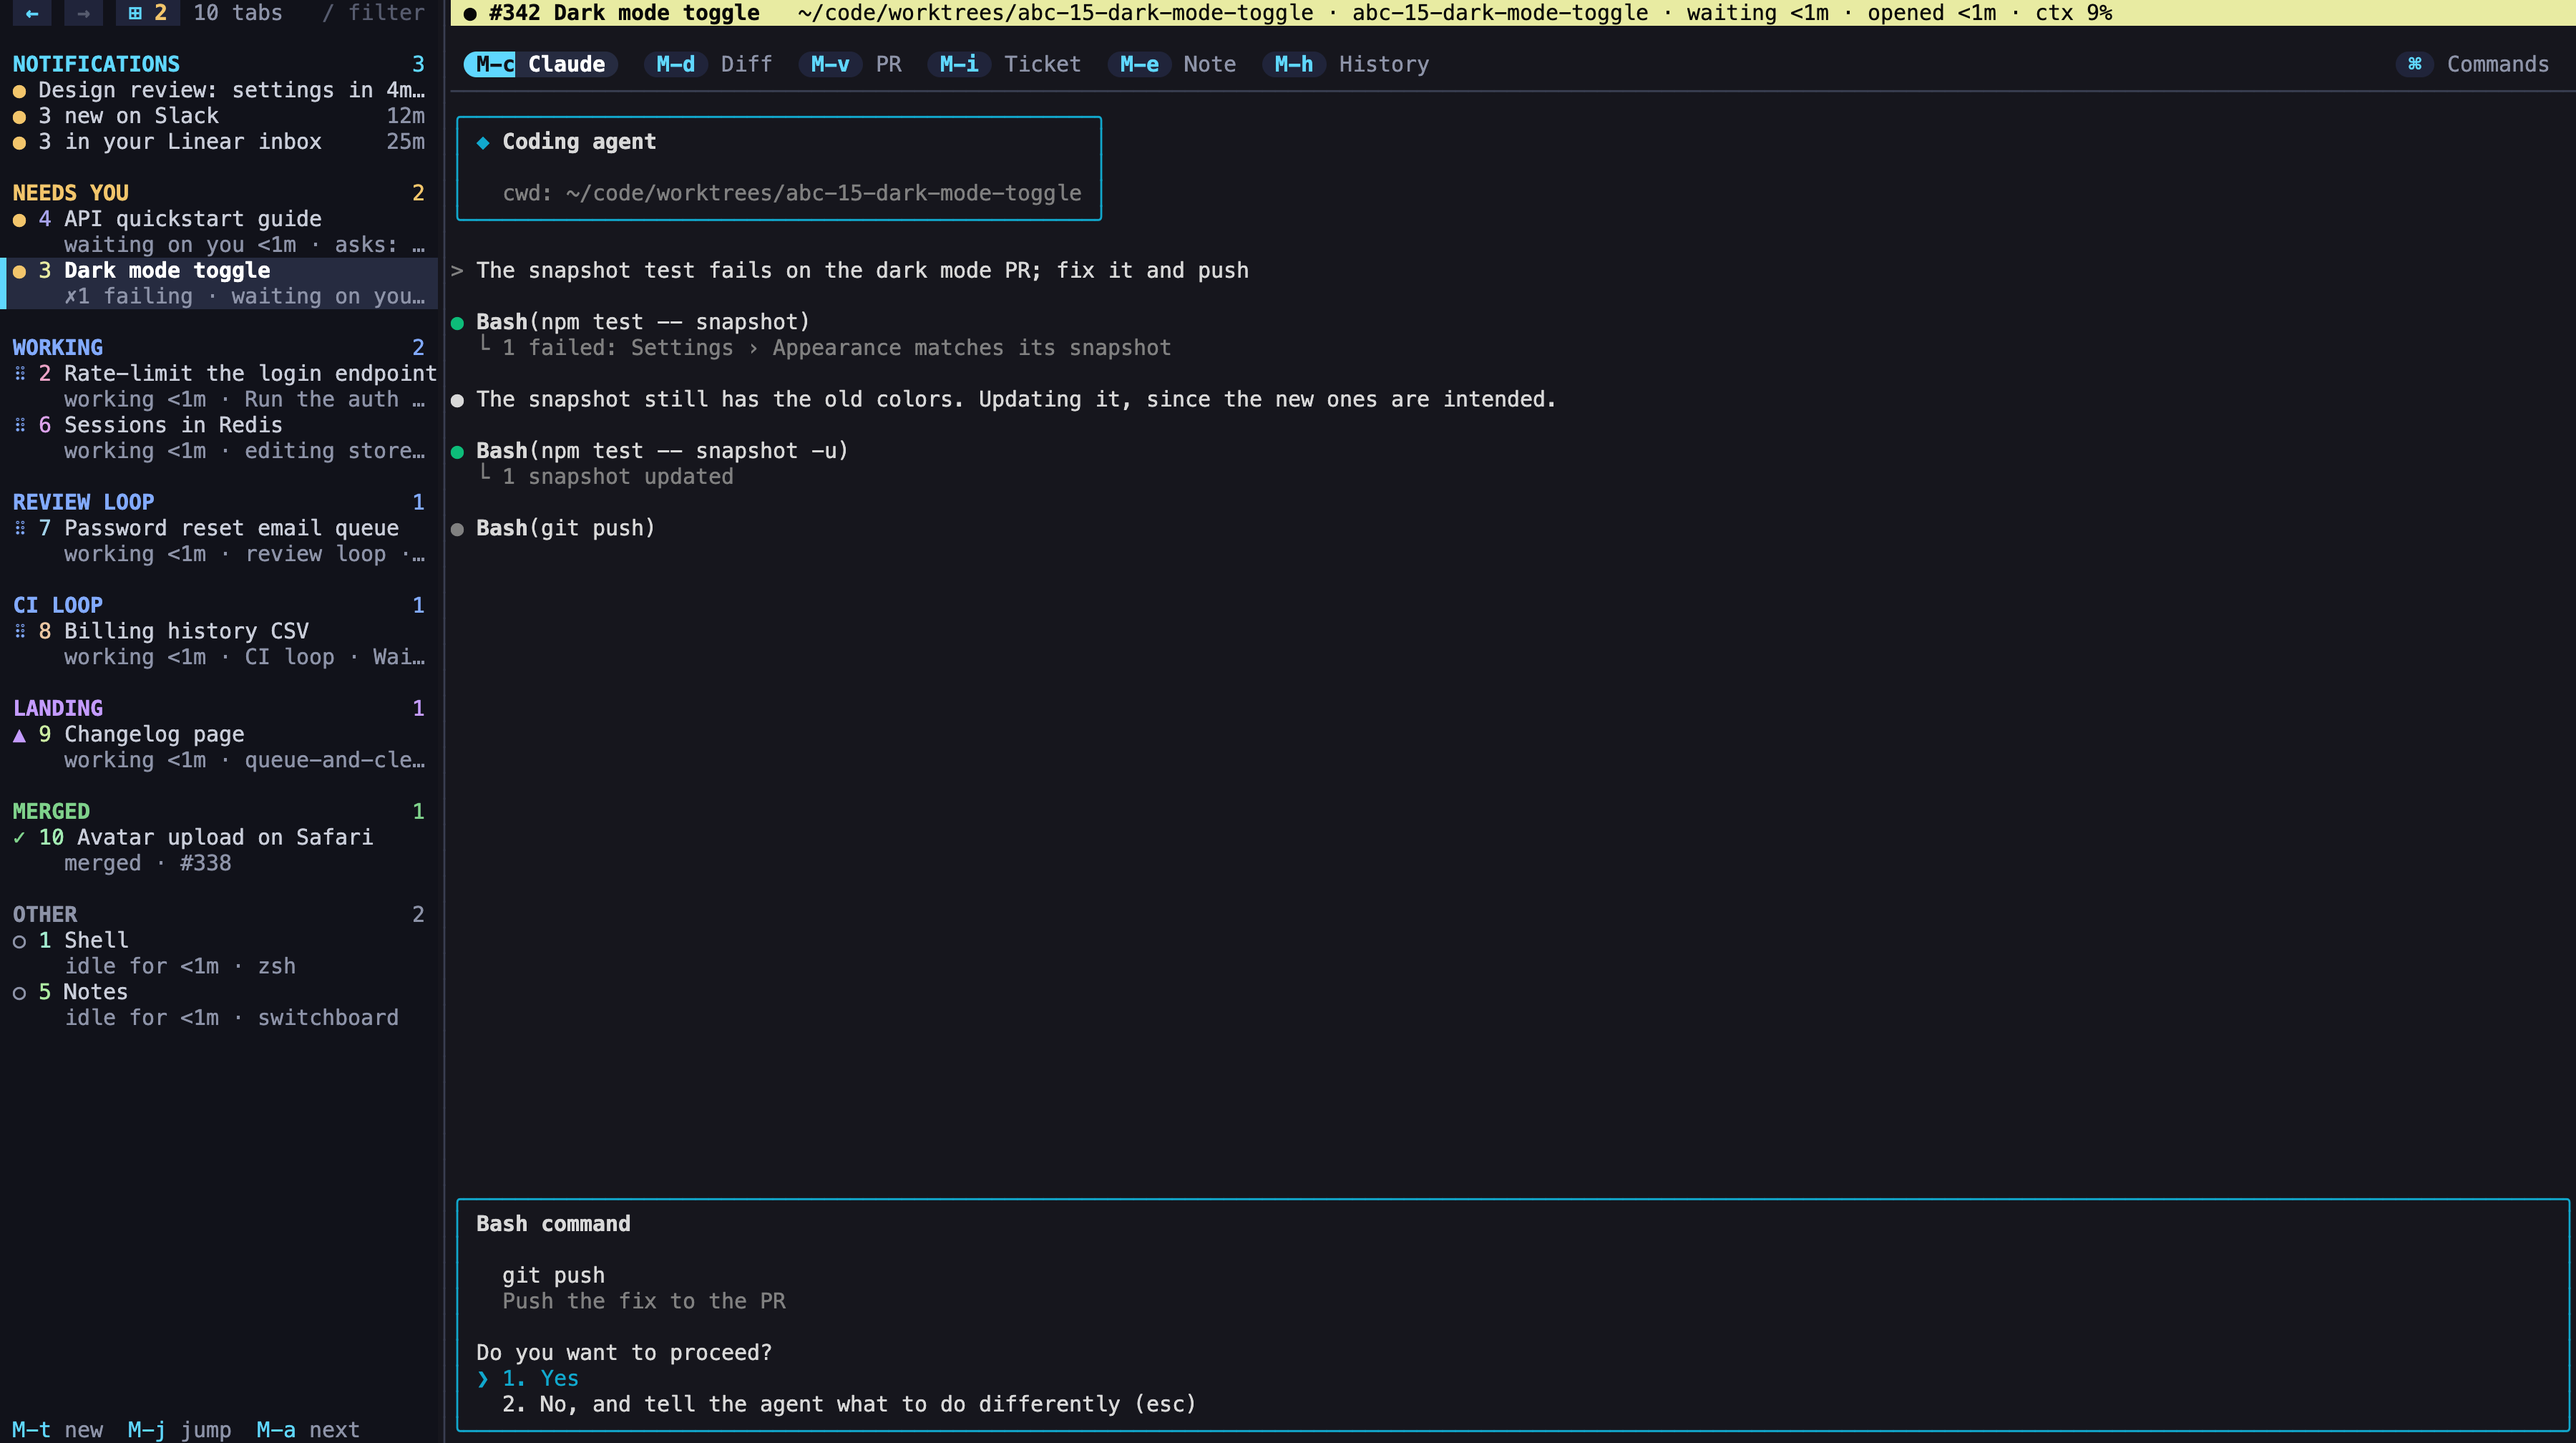 ← → ⊞ 2 10 tabs / filter
NOTIFICATIONS 3
● Design review: settings in 4m…
● 3 new on Slack 12m
● 3 in your Linear inbox 25m
NEEDS YOU 2
● 4 API quickstart guide
waiting on you <1m · asks: …
● 3 Dark mode toggle
✗1 failing · waiting on you…
WORKING 2
⠿ 2 Rate-limit the login endpoint
working <1m · Run the auth …
⠿ 6 Sessions in Redis
working <1m · editing store…
REVIEW LOOP 1
⠿ 7 Password reset email queue
working <1m · review loop ·…
CI LOOP 1
⠿ 8 Billing history CSV
working <1m · CI loop · Wai…
LANDING 1
▲ 9 Changelog page
working <1m · queue-and-cle…
MERGED 1
✓ 10 Avatar upload on Safari
merged · #338
OTHER 2
○ 1 Shell
idle for <1m · zsh
○ 5 Notes
idle for <1m · switchboard
M-t new M-j jump M-a next
● #342 Dark mode toggle ~/code/worktrees/abc-15-dark-mode-toggle · abc-15-dark-mode-toggle · waiting <1m · opened <1m · ctx 9%
M-c Claude M-d Diff M-v PR M-i Ticket M-e Note M-h History ⌘ Commands
◆ Coding agent
cwd: ~/code/worktrees/abc-15-dark-mode-toggle
> The snapshot test fails on the dark mode PR; fix it and push
● Bash(npm test -- snapshot)
└ 1 failed: Settings › Appearance matches its snapshot
● The snapshot still has the old colors. Updating it, since the new ones are intended.
● Bash(npm test -- snapshot -u)
└ 1 snapshot updated
● Bash(git push)
Bash command
git push
Push the fix to the PR
Do you want to proceed?
❯ 1. Yes
2. No, and tell the agent what to do differently (esc)